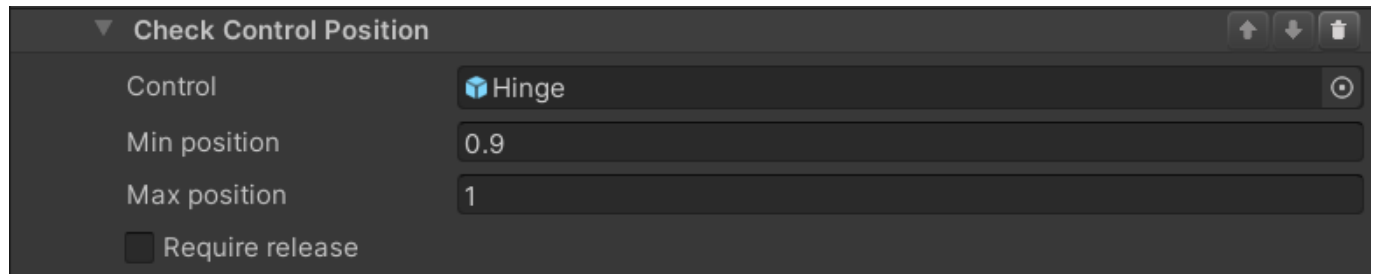 Check Control Position
Control Hinge
Min position 0.9
Max position 1
Require release